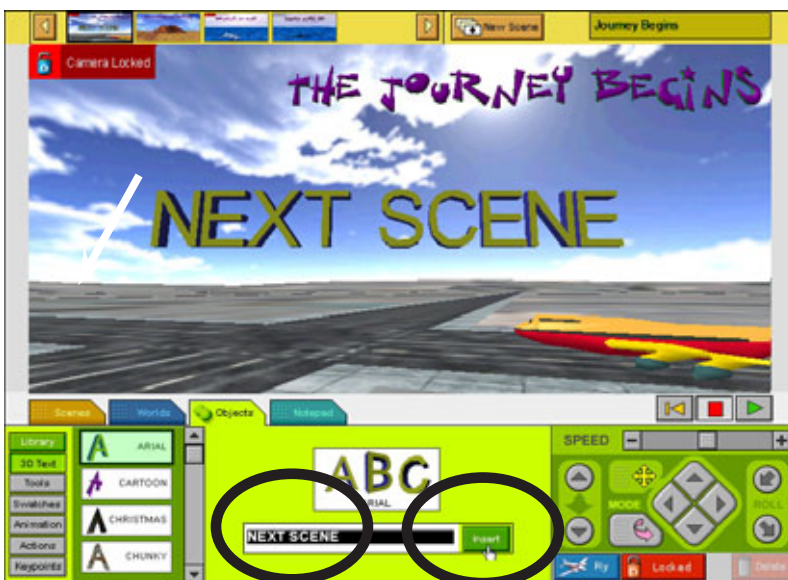 New Scene
Journey Begins
Camera Locked
THE JOURNEY BEGINS
NEXT SCENE
Scenes
Worlds
Objects
Notepad
Library
3D Text
Tools
Swatches
Animation
Actions
Keypoints
ARIAL
CARTOON
CHRISTMAS
CHUNKY
ABC
ARIAL
NEXT SCENE
Insert
SPEED
MODE
ROLL
Fly
Locked
Delete